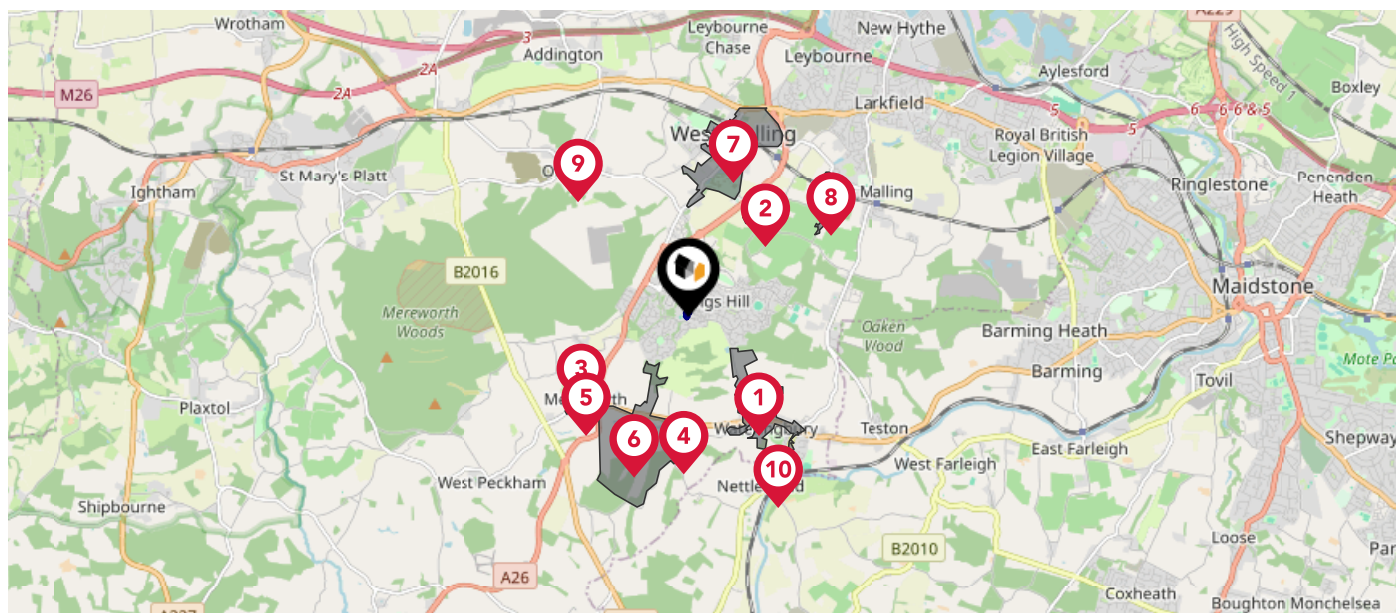 Wrotham
Leybourne
Chase
New Hythe
A229
3
Addington
Leybourne
High Speed 1
2A
Aylesford
Boxley
M26
2A
Larkfield
5
6
6-6&5
5
Royal British
Legion Village
7
9
St Mary's Platt
Ightham
Malling
Ringlestone
Penenden
Heath
8
2
B2016
Maidstone
Mereworth
Woods
Hill
Oaken
Wood
Barming Heath
Mote
3
Barming
Tovil
Plaxtol
5
1
Teston
6
4
East Farleigh
Shepway
West Farleigh
10
West Peckham
Shipbourne
B2010
Loose
A26
Coxheath
Boughton Monchelsea
A227